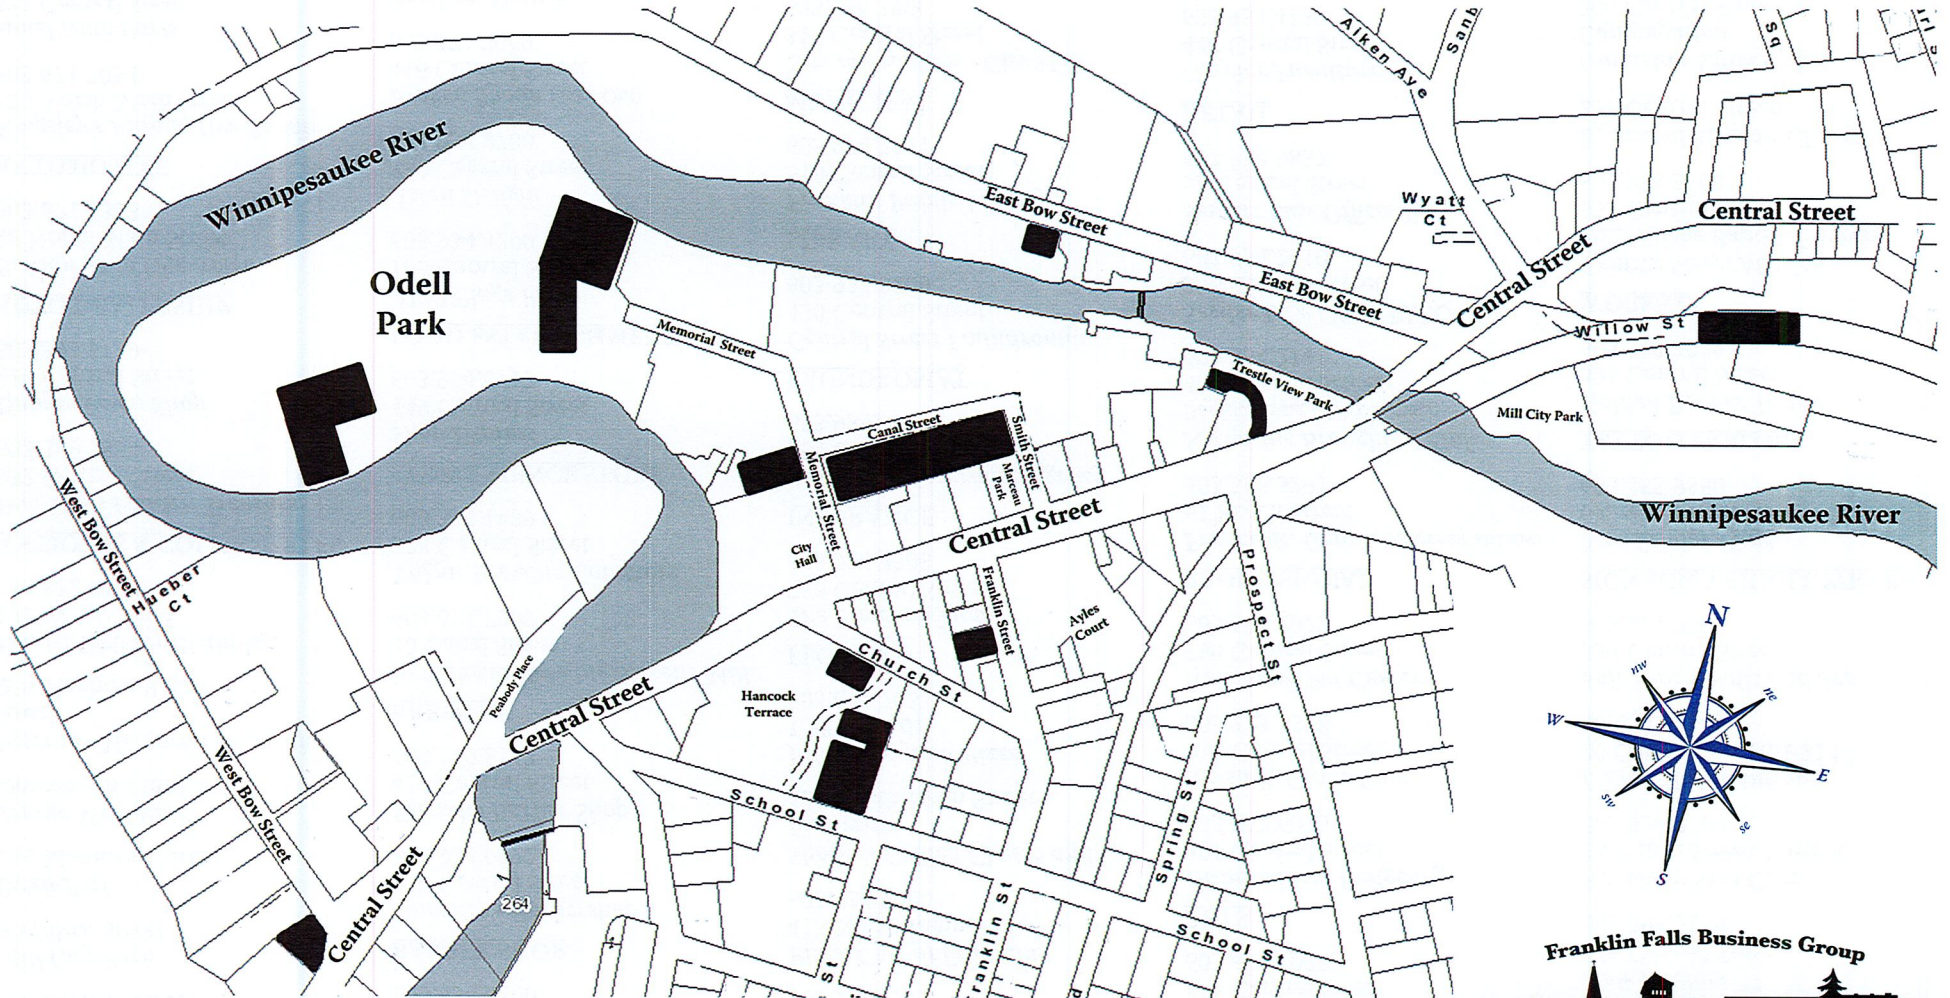 Aiken Ave
Sanb
Sq
Winnipesaukee River
East Bow Street
Wyatt
Ct
Central Street
Central Street
Odell
Park
East Bow Street
Willow St
Memorial Street
Trestle View Park
Mill City Park
Canal Street
Smith Street
Marceau
Park
Memorial Street
Central Street
Winnipesaukee River
West Bow Street
City
Hall
Hueber
Ct
Franklin Street
Prospect St
Ayles
Court
Peabody Place
Church St
Hancock
Terrace
Central Street
N
nw
ne
W
E
sw
se
S
West Bow Street
School St
Spring St
Central Street
264
Franklin St
School St
St
Franklin Falls Business Group